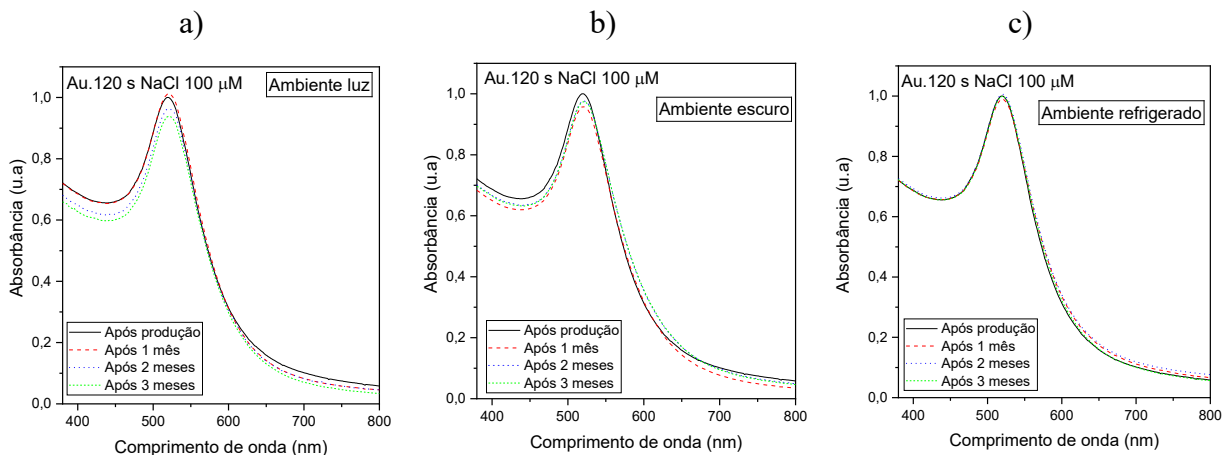 a)
Au.120 s NaCl 100 μM
Ambiente luz
Absorbância (u.a)
1,0
0,8
0,6
0,4
0,2
0,0
Após produção
Após 1 mês
Após 2 meses
Após 3 meses
400 500 600 700 800
Comprimento de onda (nm)
b)
Au.120 s NaCl 100 μM
Ambiente escuro
Absorbância (u.a)
1,0
0,8
0,6
0,4
0,2
0,0
Após produção
Após 1 mês
Após 2 meses
Após 3 meses
400 500 600 700 800
Comprimento de onda (nm)
c)
Au.120 s NaCl 100 μM
Ambiente refrigerado
Absorbância (u.a)
1,0
0,8
0,6
0,4
0,2
0,0
Após produção
Após 1 mês
Após 2 meses
Após 3 meses
400 500 600 700 800
Comprimento de onda (nm)